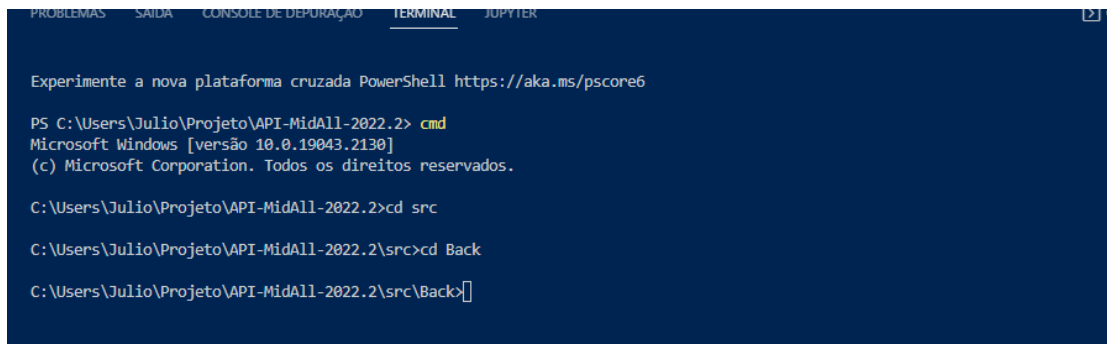 PROBLEMAS SAÍDA CONSOLE DE DEPURAÇÃO TERMINAL JUPYTER
Experimente a nova plataforma cruzada PowerShell https://aka.ms/pscore6
PS C:\Users\Julio\Projeto\API-MidAll-2022.2> cmd
Microsoft Windows [versão 10.0.19043.2130]
(c) Microsoft Corporation. Todos os direitos reservados.
C:\Users\Julio\Projeto\API-MidAll-2022.2>cd src
C:\Users\Julio\Projeto\API-MidAll-2022.2\src>cd Back
C:\Users\Julio\Projeto\API-MidAll-2022.2\src\Back>